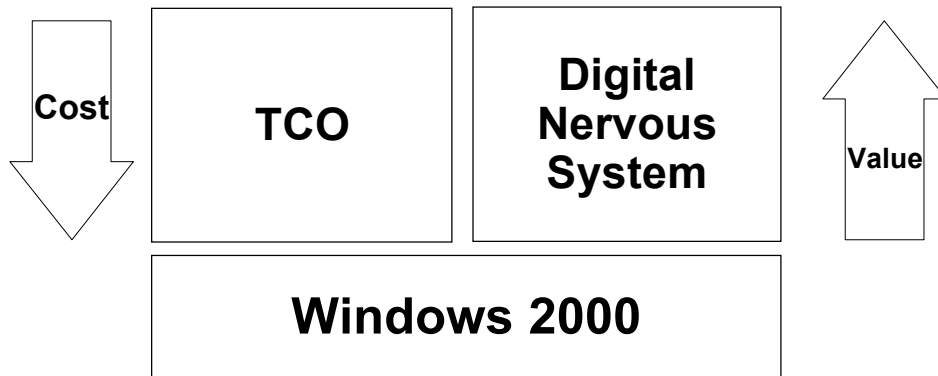 Cost
TCO
Digital
Nervous
System
Value
Windows 2000